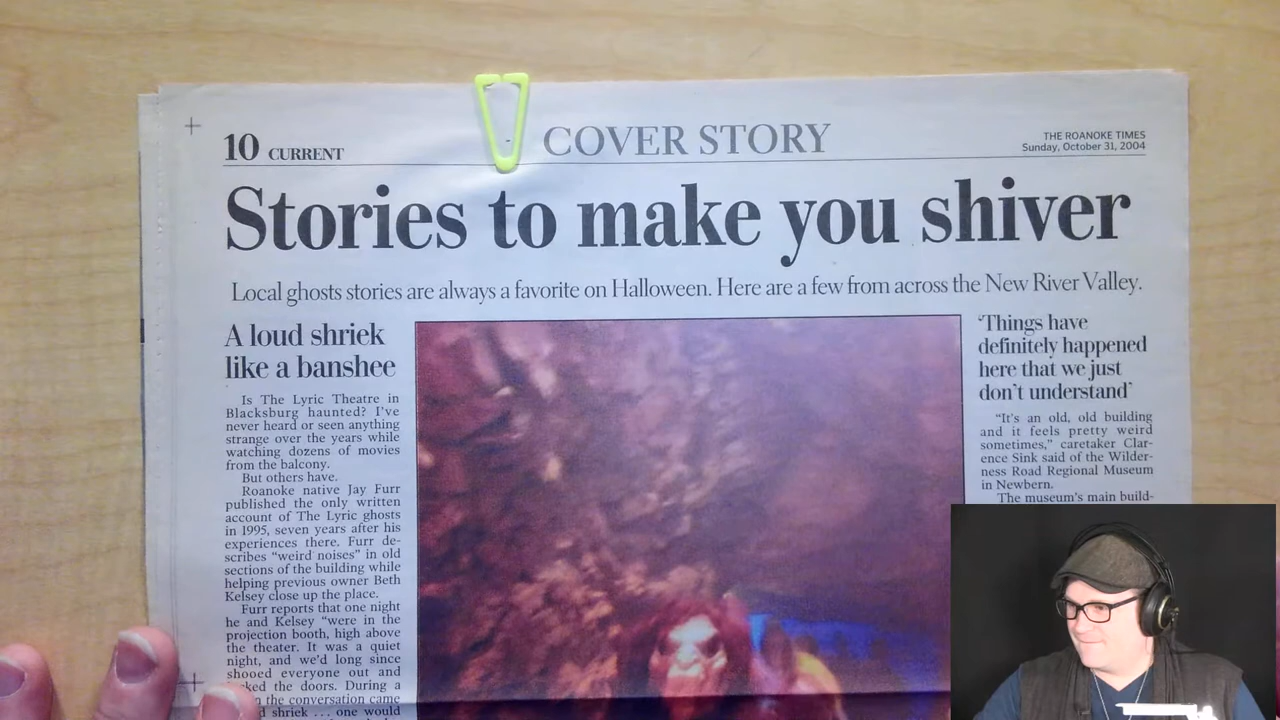 10 CURRENT
COVER STORY
THE ROANOKE TIMES
Sunday, October 31, 2004
Stories to make you shiver
Local ghosts stories are always a favorite on Halloween. Here are a few from across the New River Valley.
A loud shriek
like a banshee
Is The Lyric Theatre in
Blacksburg haunted? I've
never heard or seen anything
strange over the years while
watching dozens of movies
from the balcony.
But others have.
Roanoke native Jay Furr
published the only written
account of The Lyric ghosts
in 1995, seven years after his
experiences there. Furr de-
scribes "weird noises" in old
sections of the building while
helping previous owner Beth
Kelsey close up the place.
Furr reports that one night
he and Kelsey "were in the
projection booth, high above
the theater. It was a quiet
night, and we'd long since
shooed everyone out and
the doors. During a
the conversation came
shriek ... one would
'Things have
definitely happened
here that we just
don't understand'
"It's an old, old building
and it feels pretty weird
sometimes," caretaker Clar-
ence Sink said of the Wilder-
ness Road Regional Museum
in Newbern.
The museum's main build-